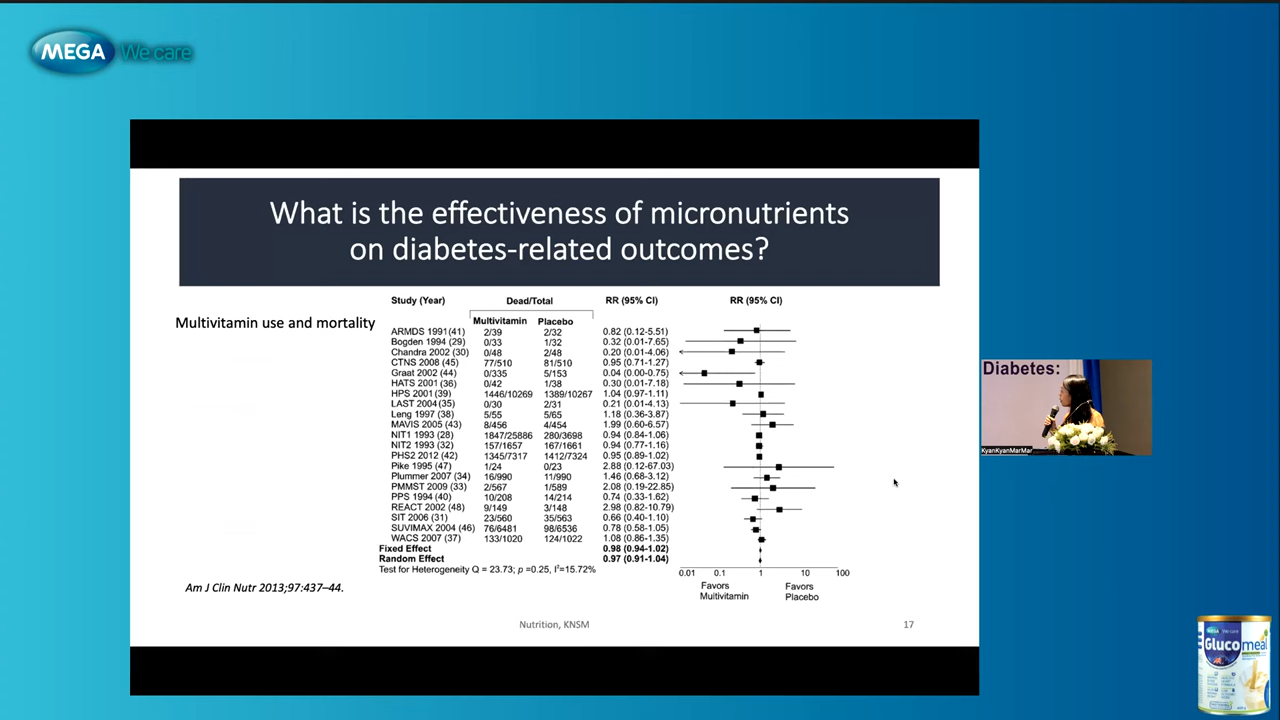 MEGA We care
What is the effectiveness of micronutrients
on diabetes-related outcomes?
Multivitamin use and mortality
Study (Year) Dead/Total RR (95% CI) RR (95% CI)
Multivitamin Placebo
ARMDS 1991(41) 2/39 2/32 0.82 (0.12-5.51)
Bogden 1994 (29) 0/33 1/32 0.32 (0.01-7.65)
Chandra 2002 (30) 0/48 2/48 0.20 (0.01-4.06)
CTNS 2008 (45) 77/510 81/510 0.95 (0.71-1.27)
Graat 2002 (44) 0/335 5/153 0.04 (0.00-0.75)
HATS 2001 (36) 0/42 1/38 0.30 (0.01-7.18)
HPS 2001 (39) 1446/10269 1389/10267 1.04 (0.97-1.11)
LAST 2004 (35) 0/30 2/31 0.21 (0.01-4.13)
Leng 1997 (38) 5/55 5/65 1.18 (0.36-3.87)
MAVIS 2005 (43) 8/456 4/454 1.99 (0.60-6.57)
NIT1 1993 (28) 1847/25886 280/3698 0.94 (0.84-1.06)
NIT2 1993 (32) 157/1657 167/1661 0.94 (0.77-1.16)
PHS2 2012 (42) 1345/7317 1412/7324 0.95 (0.89-1.02)
Pike 1995 (47) 1/24 0/23 2.88 (0.12-67.03)
Plummer 2007 (34) 16/990 11/990 1.46 (0.68-3.12)
PMMST 2009 (33) 2/567 1/589 2.08 (0.19-22.85)
PPS 1994 (40) 10/208 14/214 0.74 (0.33-1.62)
REACT 2002 (48) 9/149 3/148 2.98 (0.82-10.79)
SIT 2006 (31) 23/560 35/563 0.66 (0.40-1.10)
SUVIMAX 2004 (46) 76/6481 98/6536 0.78 (0.58-1.05)
WACS 2007 (37) 133/1020 124/1022 1.08 (0.86-1.35)
Fixed Effect 0.98 (0.94-1.02)
Random Effect 0.97 (0.91-1.04)
Test for Heterogeneity Q = 23.73; p =0.25, I²=15.72%
0.01 0.1 1 10 100
Favors Favors
Multivitamin Placebo
Am J Clin Nutr 2013;97:437–44.
Nutrition, KNSM 17
Diabetes:
KyanKyanMarMar
MEGA We care
Glucomeal